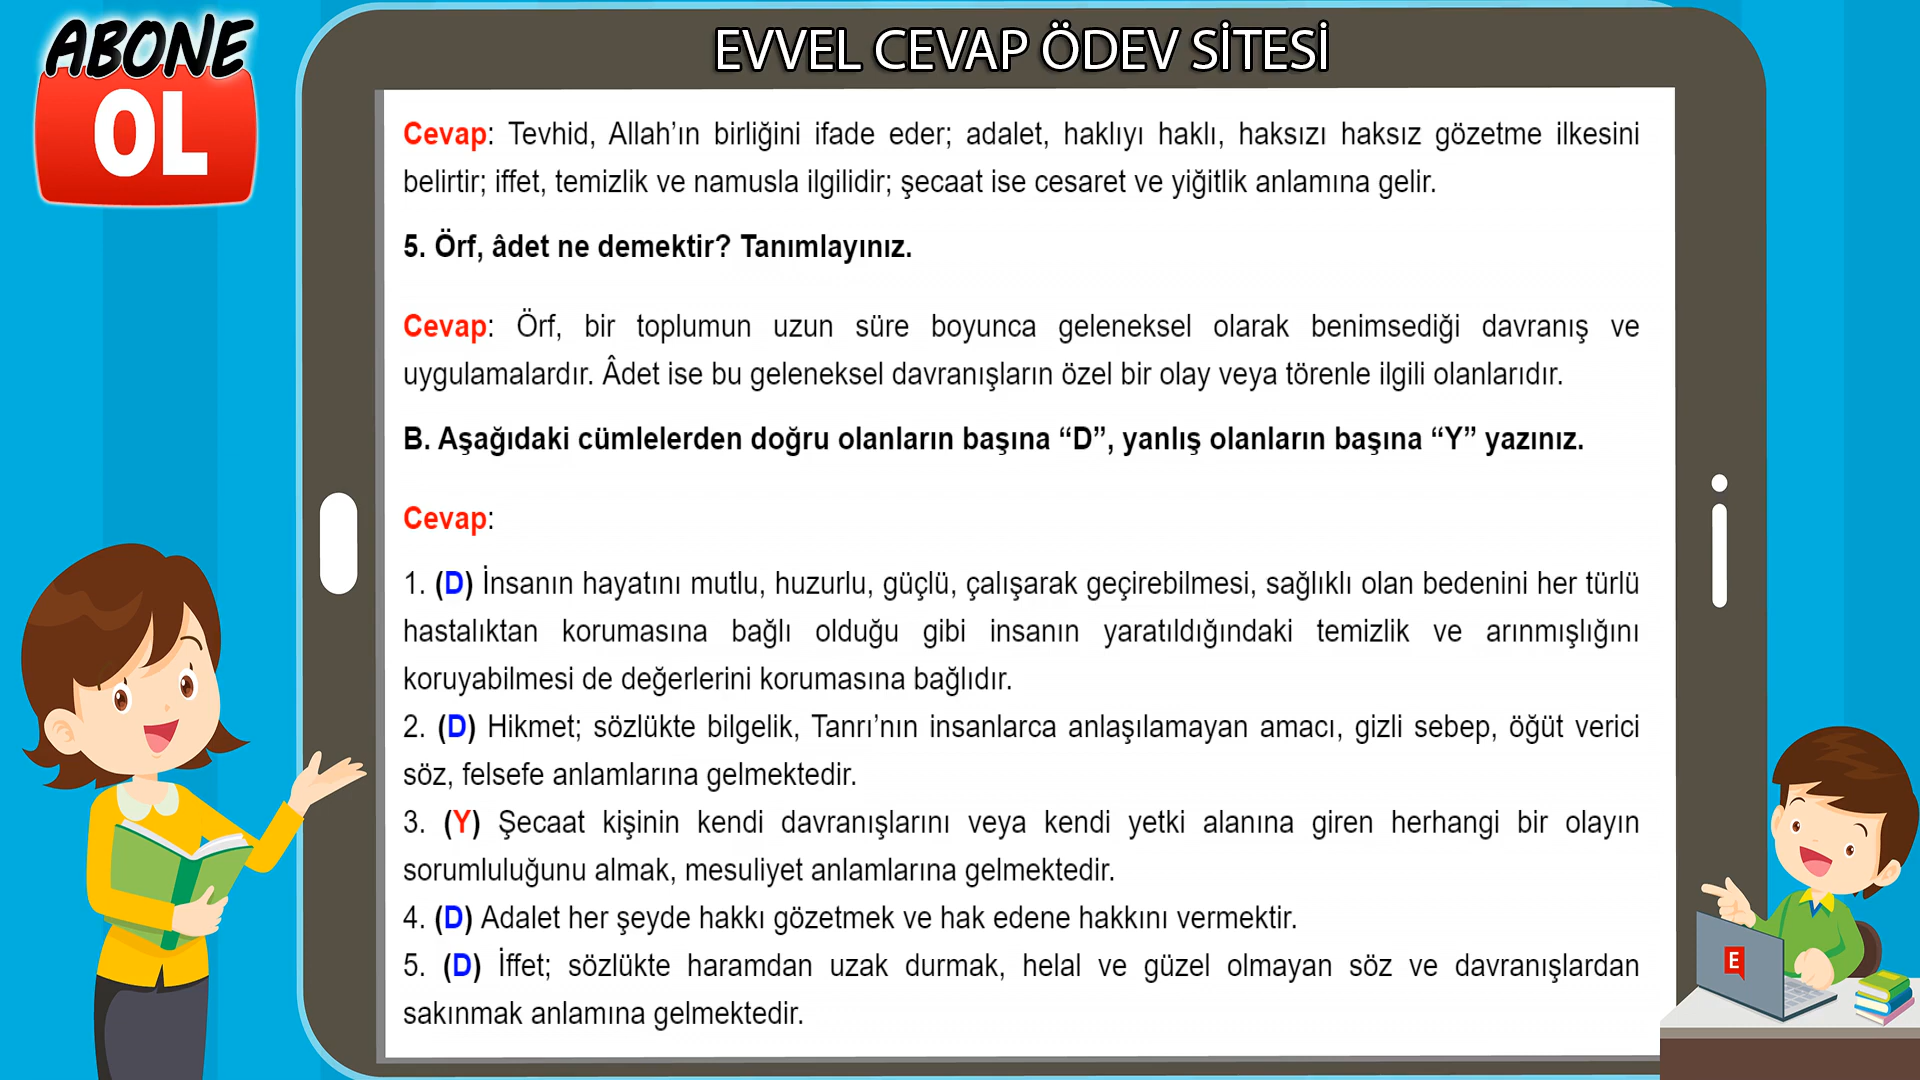 ABONE
OL
EVVEL CEVAP ÖDEV SİTESİ
Cevap: Tevhid, Allah’ın birliğini ifade eder; adalet, haklıyı haklı, haksızı haksız gözetme ilkesini
belirtir; iffet, temizlik ve namusla ilgilidir; şecaat ise cesaret ve yiğitlik anlamına gelir.
5. Örf, âdet ne demektir? Tanımlayınız.
Cevap: Örf, bir toplumun uzun süre boyunca geleneksel olarak benimsediği davranış ve
uygulamalardır. Âdet ise bu geleneksel davranışların özel bir olay veya törenle ilgili olanlarıdır.
B. Aşağıdaki cümlelerden doğru olanların başına “D”, yanlış olanların başına “Y” yazınız.
Cevap:
1. (D) İnsanın hayatını mutlu, huzurlu, güçlü, çalışarak geçirebilmesi, sağlıklı olan bedenini her türlü
hastalıktan korumasına bağlı olduğu gibi insanın yaratıldığındaki temizlik ve arınmışlığını
koruyabilmesi de değerlerini korumasına bağlıdır.
2. (D) Hikmet; sözlükte bilgelik, Tanrı’nın insanlarca anlaşılamayan amacı, gizli sebep, öğüt verici
söz, felsefe anlamlarına gelmektedir.
3. (Y) Şecaat kişinin kendi davranışlarını veya kendi yetki alanına giren herhangi bir olayın
sorumluluğunu almak, mesuliyet anlamlarına gelmektedir.
4. (D) Adalet her şeyde hakkı gözetmek ve hak edene hakkını vermektir.
5. (D) İffet; sözlükte haramdan uzak durmak, helal ve güzel olmayan söz ve davranışlardan
sakınmak anlamına gelmektedir.
E